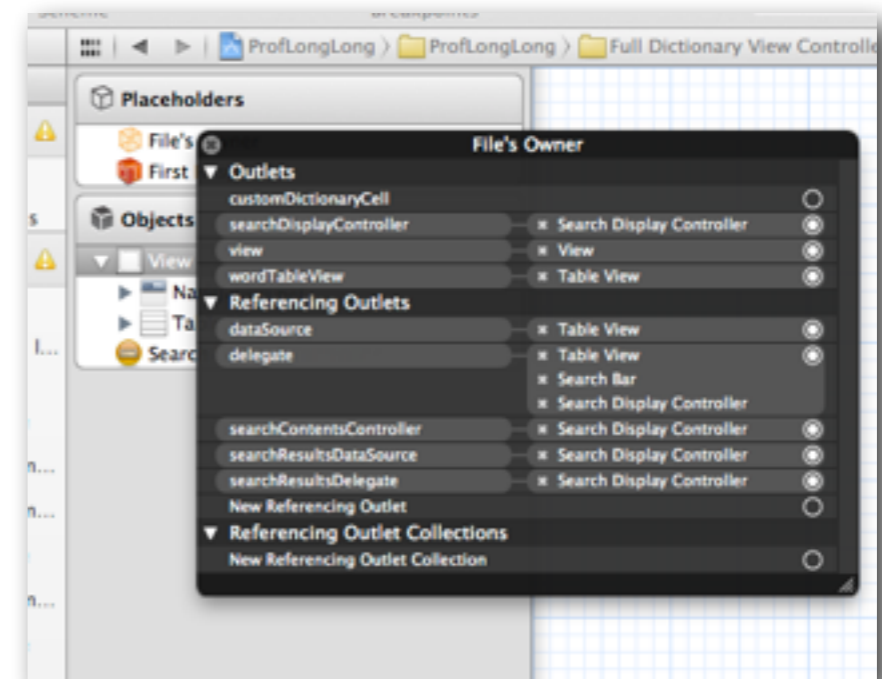 ProfLongLong ProfLongLong Full Dictionary View Controlle
Placeholders
File's
First
Objects
View
Na
Ta
Searc
s
l...
n...
n...
n...
File's Owner
Outlets
customDictionaryCell
searchDisplayController Search Display Controller
view View
wordTableView Table View
Referencing Outlets
dataSource Table View
delegate Table View
Search Bar
Search Display Controller
searchContentsController Search Display Controller
searchResultsDataSource Search Display Controller
searchResultsDelegate Search Display Controller
New Referencing Outlet
Referencing Outlet Collections
New Referencing Outlet Collection